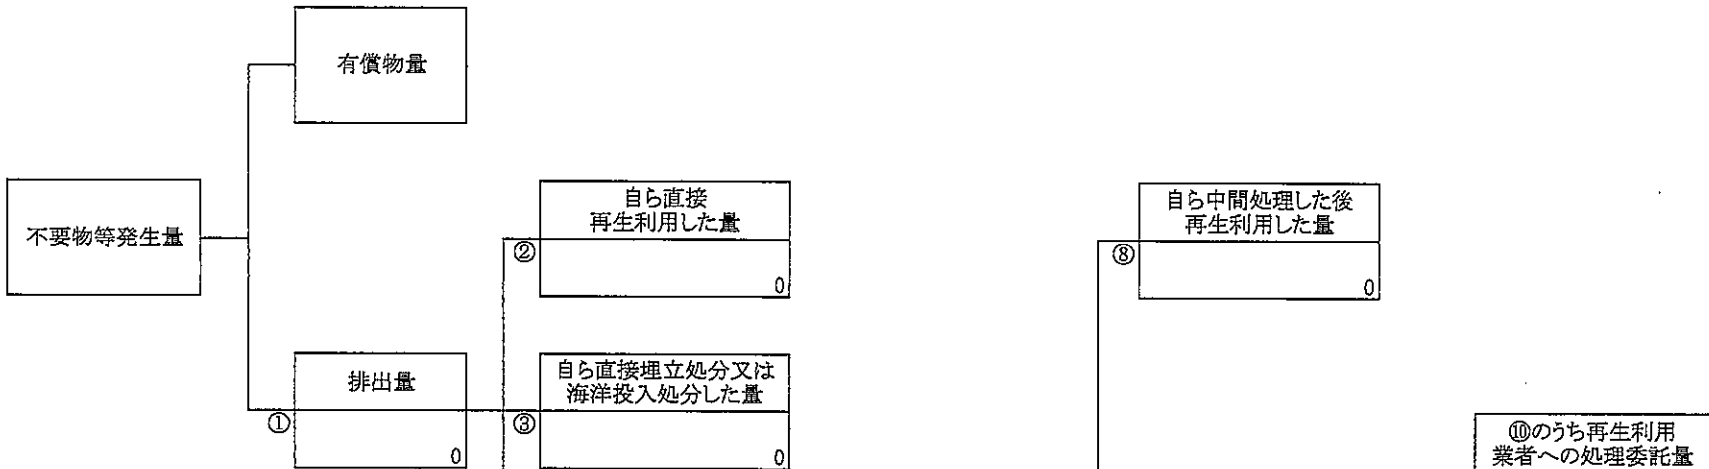 有償物量
不要物等発生量
自ら直接
再生利用した量
②
0
自ら中間処理した後
再生利用した量
⑧
0
排出量
①
0
自ら直接埋立処分又は
海洋投入処分した量
③
0
⑩のうち再生利用
業者への処理委託量